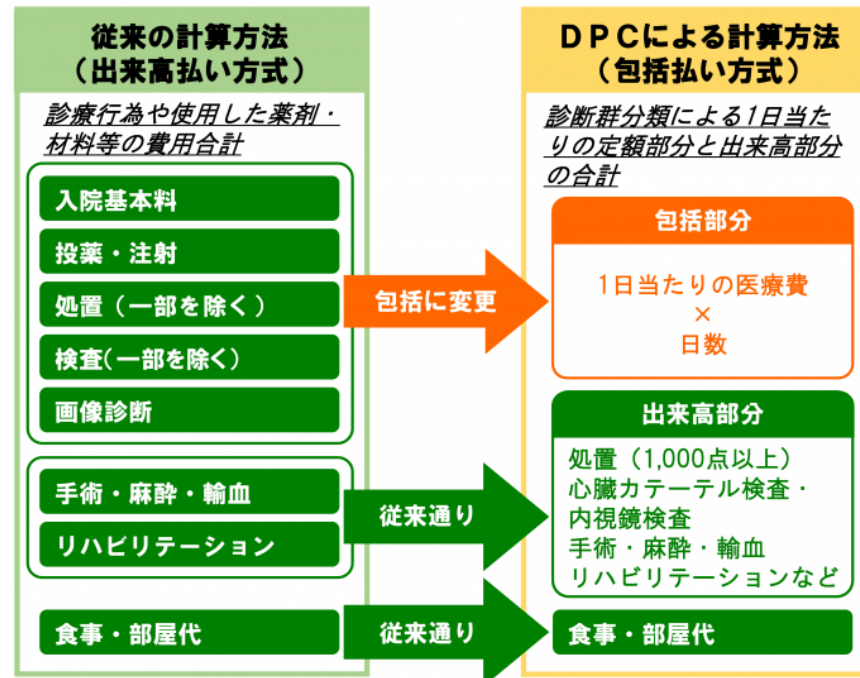 従来の計算方法
（出来高払い方式）
診療行為や使用した薬剤・
材料等の費用合計
入院基本料
投薬・注射
処置（一部を除く）
検査(一部を除く）
画像診断
手術・麻酔・輸血
リハビリテーション
食事・部屋代
包括に変更
従来通り
従来通り
ＤＰＣによる計算方法
（包括払い方式）
診断群分類による1日当た
りの定額部分と出来高部分
の合計
包括部分
1日当たりの医療費
×
日数
出来高部分
処置（1,000点以上）
心臓カテーテル検査・
内視鏡検査
手術・麻酔・輸血
リハビリテーションなど
食事・部屋代